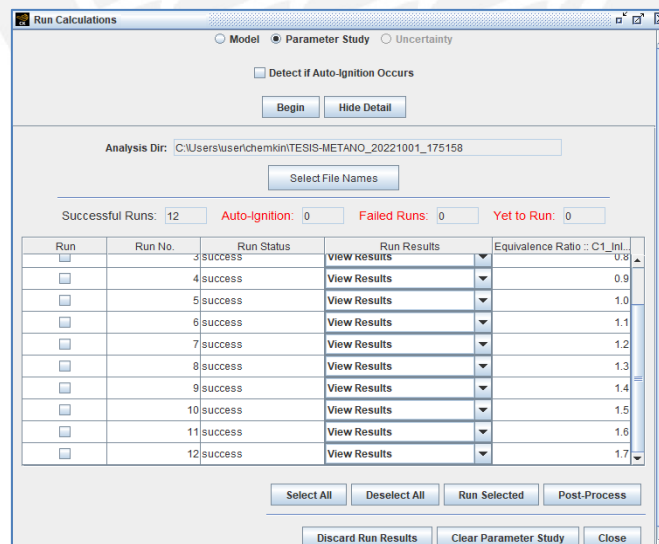 CK Run Calculations
Model Parameter Study Uncertainty
Detect if Auto-Ignition Occurs
Begin Hide Detail
Analysis Dir: C:\Users\user\chemkin\TESIS-METANO_20221001_175158
Select File Names
Successful Runs: 12 Auto-Ignition: 0 Failed Runs: 0 Yet to Run: 0
Run Run No. Run Status Run Results Equivalence Ratio :: C1_Inl...
3 success View Results 0.8
4 success View Results 0.9
5 success View Results 1.0
6 success View Results 1.1
7 success View Results 1.2
8 success View Results 1.3
9 success View Results 1.4
10 success View Results 1.5
11 success View Results 1.6
12 success View Results 1.7
Select All Deselect All Run Selected Post-Process
Discard Run Results Clear Parameter Study Close